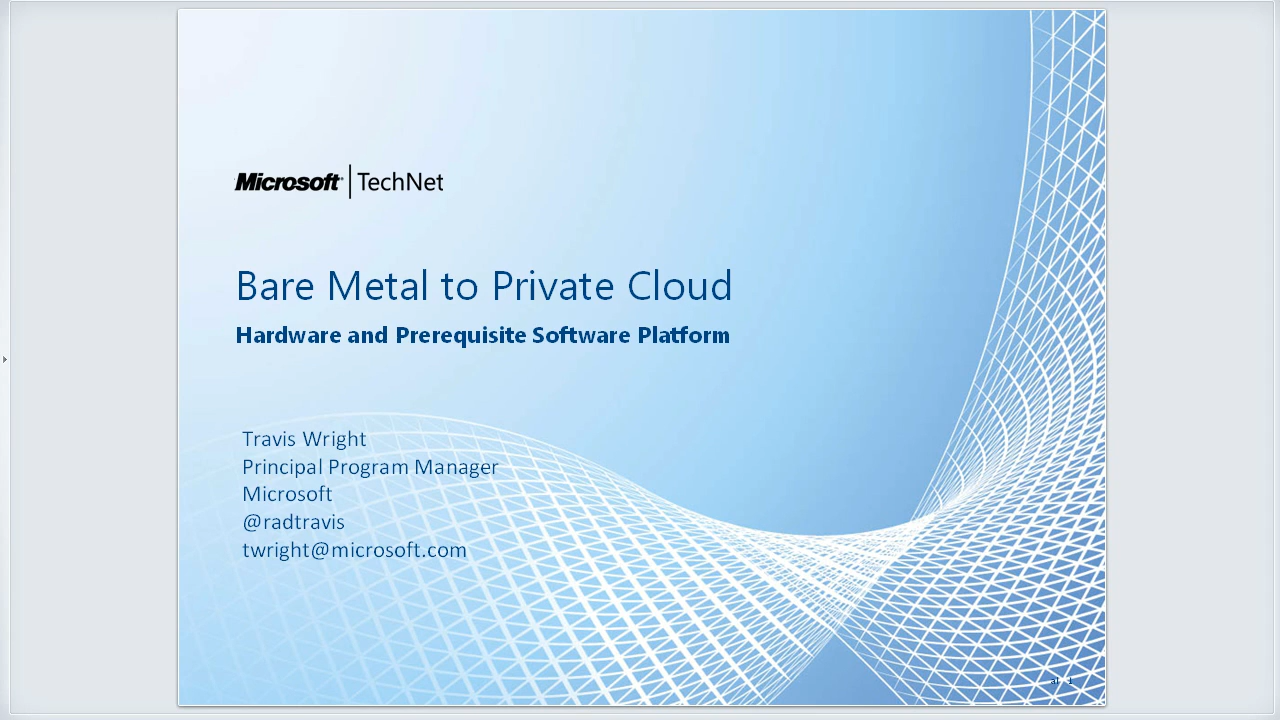 Microsoft | TechNet
Bare Metal to Private Cloud
Hardware and Prerequisite Software Platform
Travis Wright
Principal Program Manager
Microsoft
@radtravis
twright@microsoft.com
1